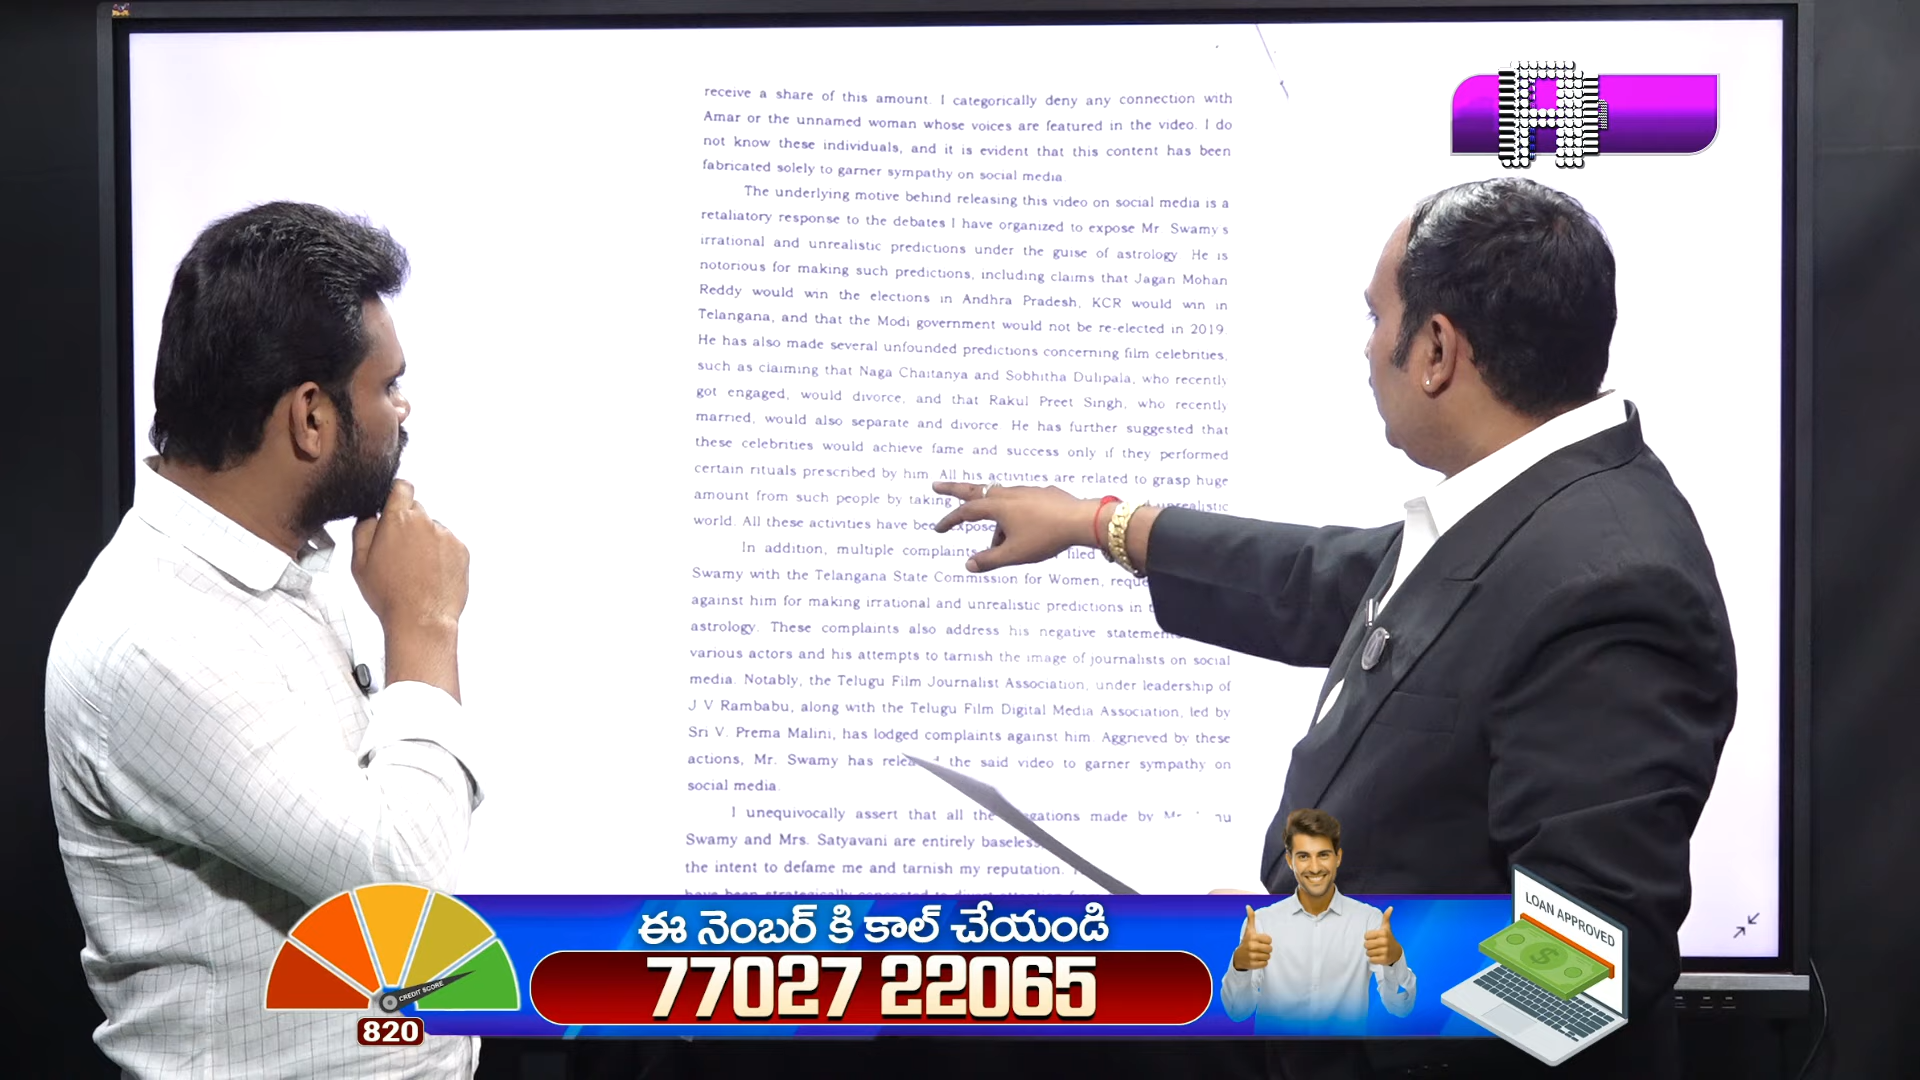 receive a share of this amount. I categorically deny any connection with
Amar or the unnamed woman whose voices are featured in the video. I do
not know these individuals, and it is evident that this content has been
fabricated solely to garner sympathy on social media.
The underlying motive behind releasing this video on social media is a
retaliatory response to the debates I have organized to expose Mr. Swamy's
irrational and unrealistic predictions under the guise of astrology. He is
notorious for making such predictions, including claims that Jagan Mohan
Reddy would win the elections in Andhra Pradesh, KCR would win in
Telangana, and that the Modi government would not be re-elected in 2019.
He has also made several unfounded predictions concerning film celebrities,
such as claiming that Naga Chaitanya and Sobhitha Dulipala, who recently
got engaged, would divorce, and that Rakul Preet Singh, who recently
married, would also separate and divorce. He has further suggested that
these celebrities would achieve fame and success only if they performed
certain rituals prescribed by him. All his activities are related to grasp huge
amount from such people by taking unrealistic
world. All these activities have been expose
In addition, multiple complaints filed
Swamy with the Telangana State Commission for Women, reque
against him for making irrational and unrealistic predictions in
astrology. These complaints also address his negative statement
various actors and his attempts to tarnish the image of journalists on social
media. Notably, the Telugu Film Journalist Association, under leadership of
J V Rambabu, along with the Telugu Film Digital Media Association, led by
Sri V. Prema Malini, has lodged complaints against him. Aggrieved by these
actions, Mr. Swamy has released the said video to garner sympathy on
social media.
I unequivocally assert that all the allegations made by Mr.
Swamy and Mrs. Satyavani are entirely baseless
the intent to defame me and tarnish my reputation.
have been strategically
A
ఈ నెంబర్ కి కాల్ చేయండి
77027 22065
CREDIT SCORE
820
LOAN APPROVED